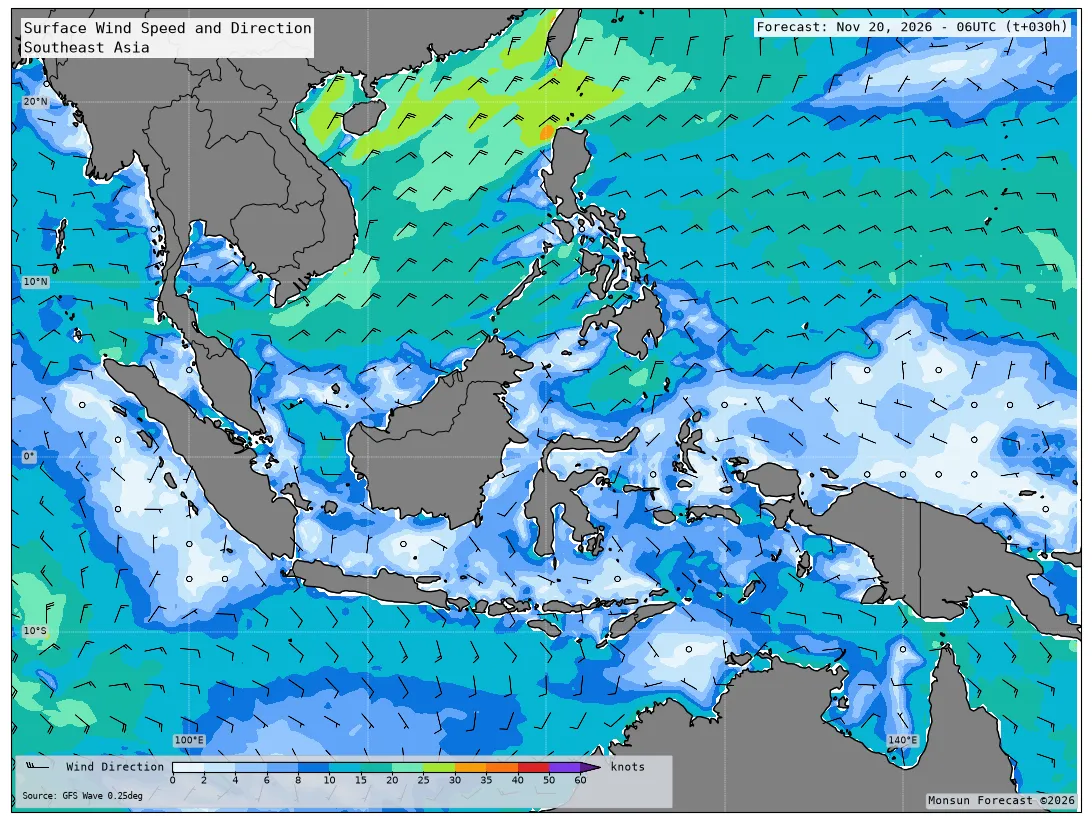 Surface Wind Speed and Direction
Southeast Asia
Forecast: Nov 20, 2026 - 06UTC (t+030h)
20°N
10°N
0°
10°S
100°E
140°E
Wind Direction
0 2 4 6 8 10 15 20 25 30 35 40 50 60
knots
Source: GFS Wave 0.25deg
Monsun Forecast ©2026